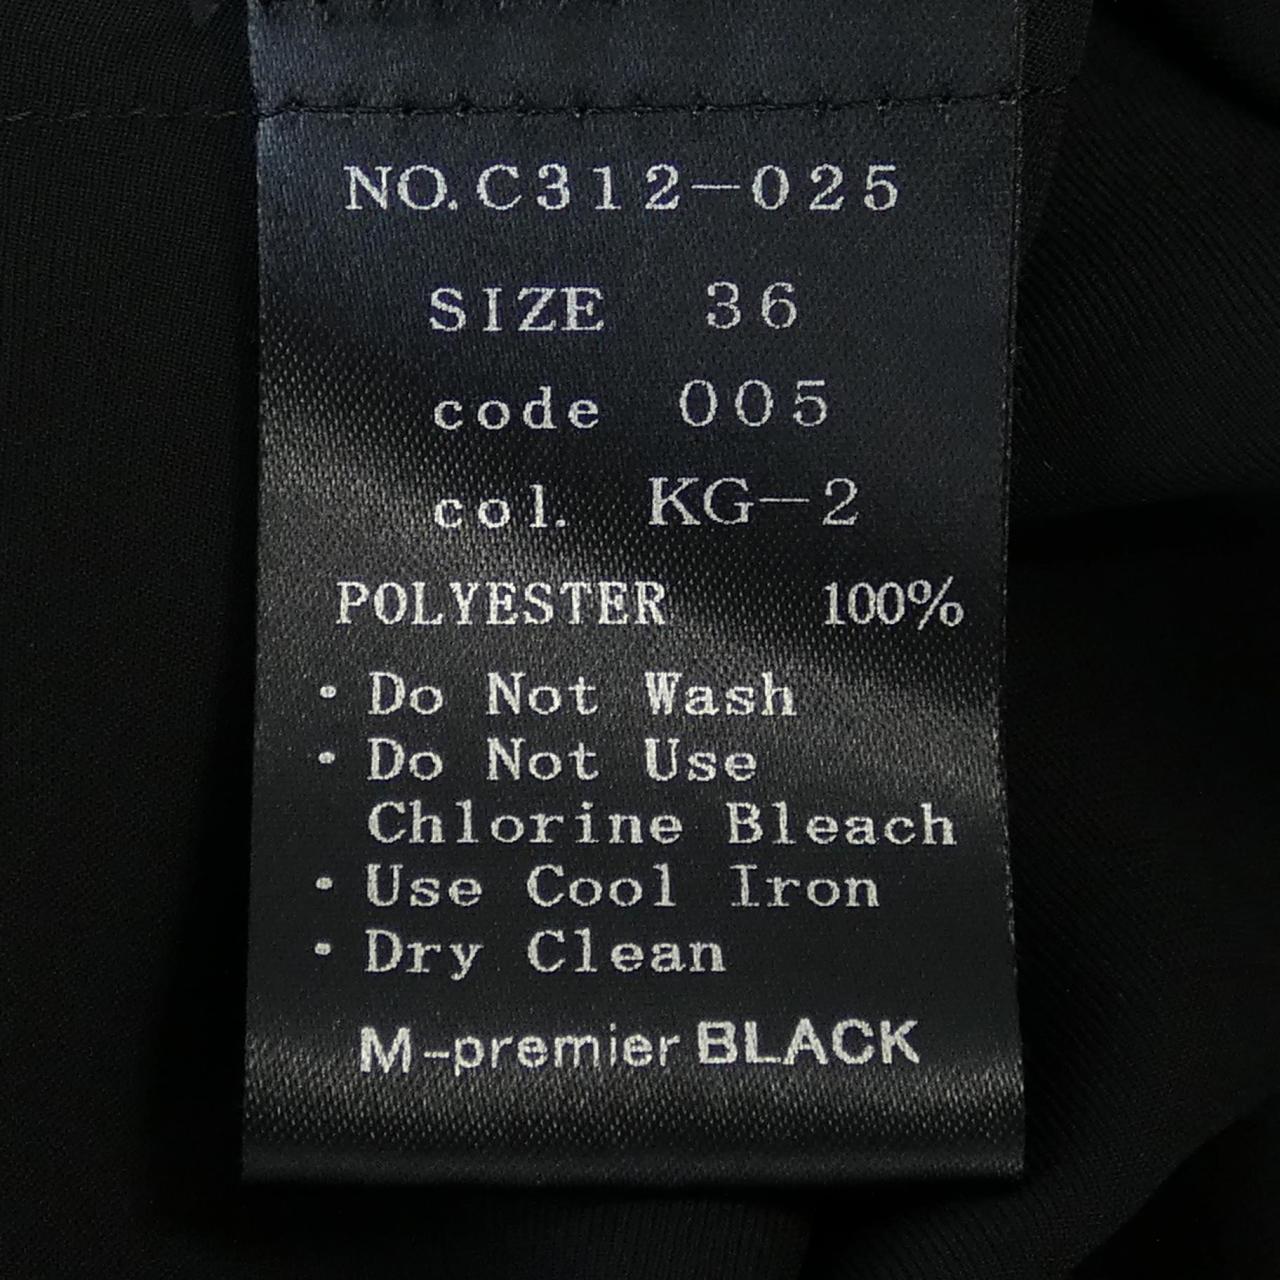 NO.C312-025
SIZE 36
code 005
col. KG-2
POLYESTER 100%
・Do Not Wash
・Do Not Use
Chlorine Bleach
・Use Cool Iron
・Dry Clean
M-premier BLACK